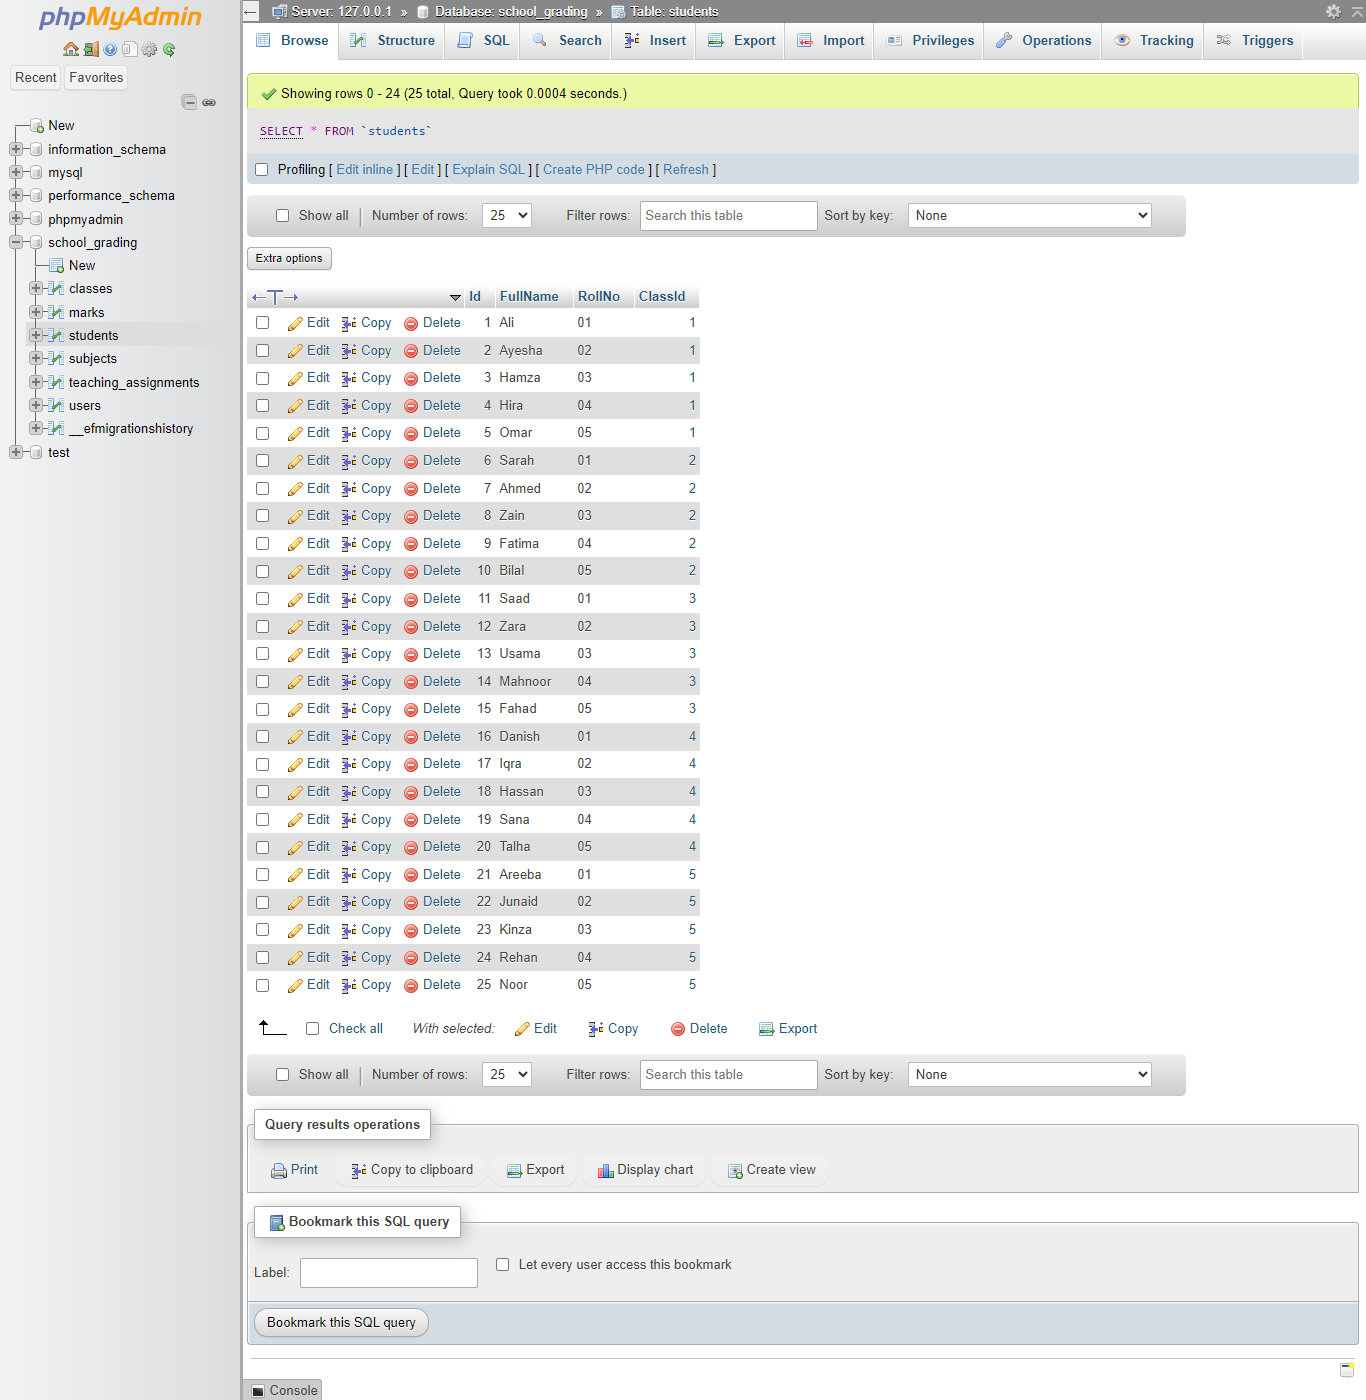 phpMyAdmin
Recent Favorites
New
information_schema
mysql
performance_schema
phpmyadmin
school_grading
New
classes
marks
students
subjects
teaching_assignments
users
__efmigrationshistory
test
Server: 127.0.0.1 » Database: school_grading » Table: students
Browse Structure SQL Search Insert Export Import Privileges Operations Tracking Triggers
Showing rows 0 - 24 (25 total, Query took 0.0004 seconds.)
SELECT * FROM `students`
Profiling [ Edit inline ] [ Edit ] [ Explain SQL ] [ Create PHP code ] [ Refresh ]
Show all Number of rows: 25 Filter rows: Search this table Sort by key: None
Extra options
←T→ Id FullName RollNo ClassId
Edit Copy Delete 1 Ali 01 1
Edit Copy Delete 2 Ayesha 02 1
Edit Copy Delete 3 Hamza 03 1
Edit Copy Delete 4 Hira 04 1
Edit Copy Delete 5 Omar 05 1
Edit Copy Delete 6 Sarah 01 2
Edit Copy Delete 7 Ahmed 02 2
Edit Copy Delete 8 Zain 03 2
Edit Copy Delete 9 Fatima 04 2
Edit Copy Delete 10 Bilal 05 2
Edit Copy Delete 11 Saad 01 3
Edit Copy Delete 12 Zara 02 3
Edit Copy Delete 13 Usama 03 3
Edit Copy Delete 14 Mahnoor 04 3
Edit Copy Delete 15 Fahad 05 3
Edit Copy Delete 16 Danish 01 4
Edit Copy Delete 17 Iqra 02 4
Edit Copy Delete 18 Hassan 03 4
Edit Copy Delete 19 Sana 04 4
Edit Copy Delete 20 Talha 05 4
Edit Copy Delete 21 Areeba 01 5
Edit Copy Delete 22 Junaid 02 5
Edit Copy Delete 23 Kinza 03 5
Edit Copy Delete 24 Rehan 04 5
Edit Copy Delete 25 Noor 05 5
Check all With selected: Edit Copy Delete Export
Show all Number of rows: 25 Filter rows: Search this table Sort by key: None
Query results operations
Print Copy to clipboard Export Display chart Create view
Bookmark this SQL query
Label: Let every user access this bookmark
Bookmark this SQL query
Console